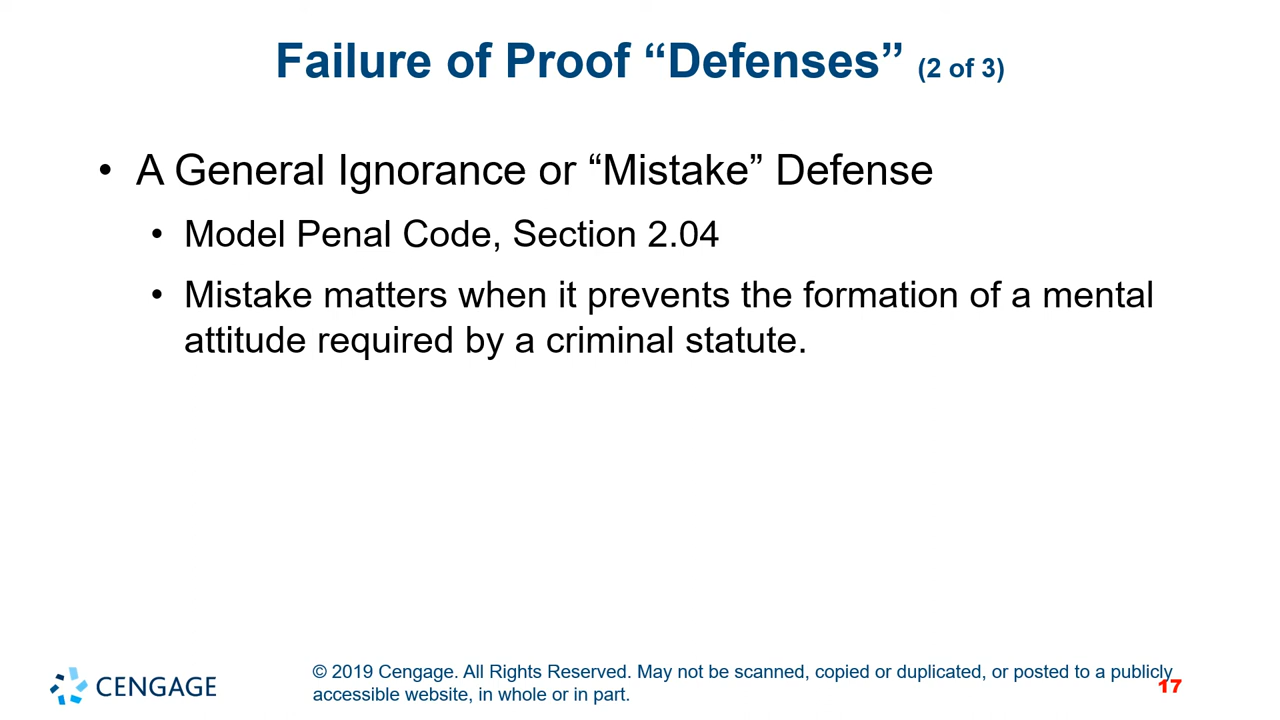 Failure of Proof “Defenses” (2 of 3)
• A General Ignorance or “Mistake” Defense
• Model Penal Code, Section 2.04
• Mistake matters when it prevents the formation of a mental
attitude required by a criminal statute.
CENGAGE
© 2019 Cengage. All Rights Reserved. May not be scanned, copied or duplicated, or posted to a publicly
accessible website, in whole or in part.
17